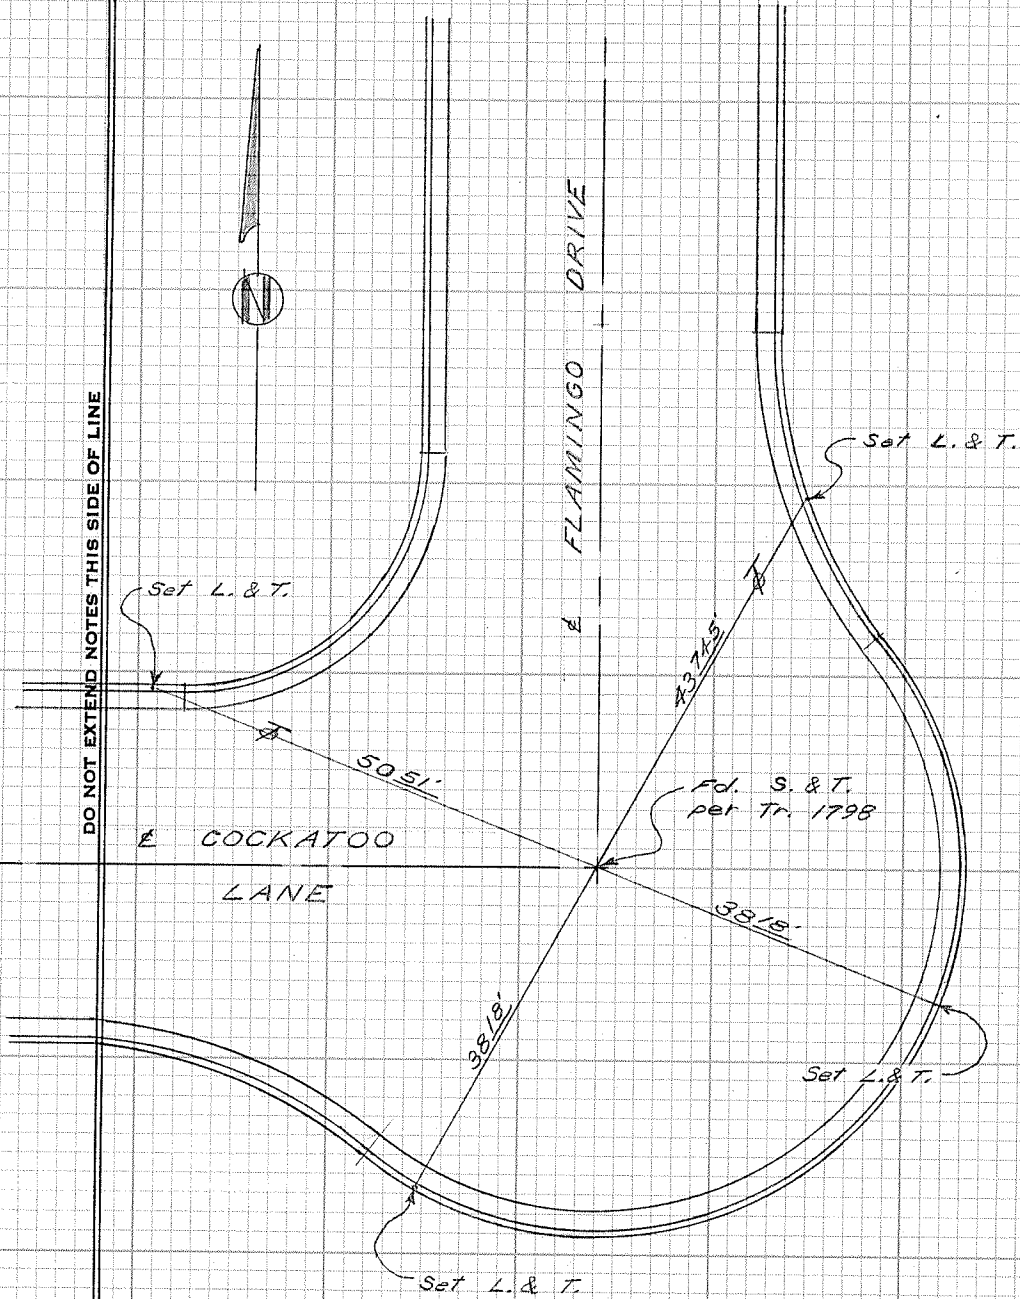 N
DO NOT EXTEND NOTES THIS SIDE OF LINE
℄ FLAMINGO DRIVE
Set L. & T.
Set L. & T.
43.745'
50.51'
Fd. S. & T.
per Tr. 1798
℄ COCKATOO
LANE
38.18'
38.18'
Set L. & T.
Set L. & T.